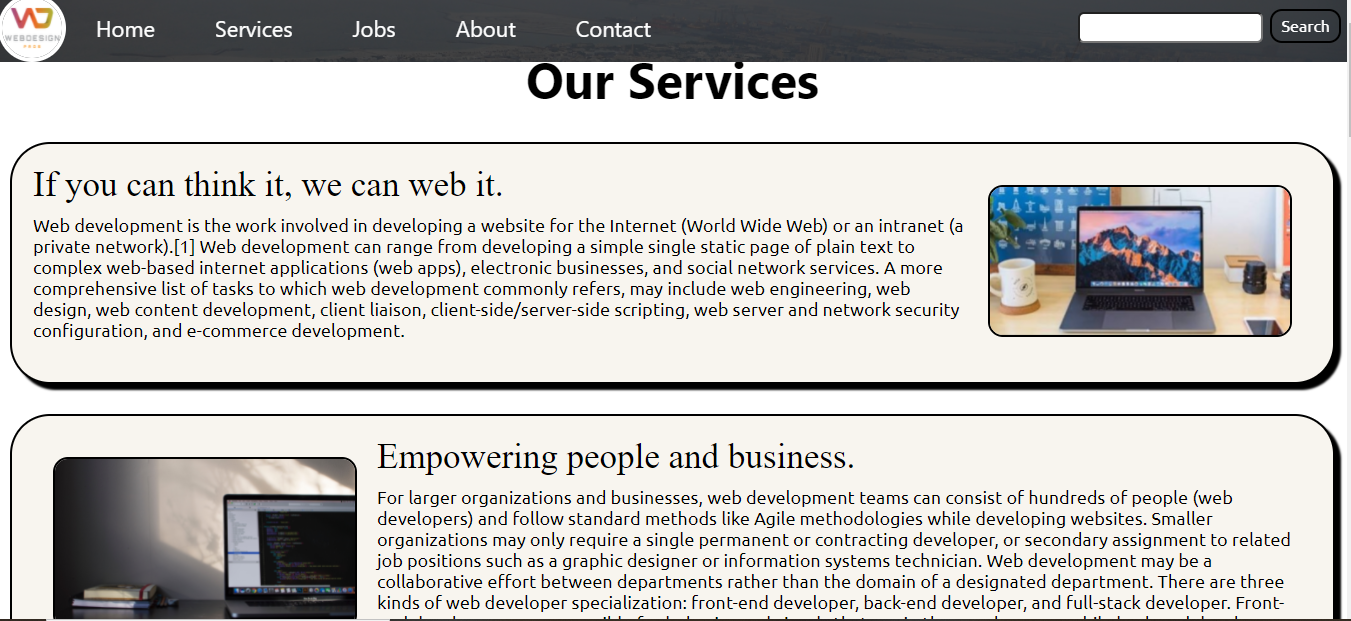 WEBDESIGN
Home
Services
Jobs
About
Contact
Search
Our Services
If you can think it, we can web it.
Web development is the work involved in developing a website for the Internet (World Wide Web) or an intranet (a
private network).[1] Web development can range from developing a simple single static page of plain text to
complex web-based internet applications (web apps), electronic businesses, and social network services. A more
comprehensive list of tasks to which web development commonly refers, may include web engineering, web
design, web content development, client liaison, client-side/server-side scripting, web server and network security
configuration, and e-commerce development.
Empowering people and business.
For larger organizations and businesses, web development teams can consist of hundreds of people (web
developers) and follow standard methods like Agile methodologies while developing websites. Smaller
organizations may only require a single permanent or contracting developer, or secondary assignment to related
job positions such as a graphic designer or information systems technician. Web development may be a
collaborative effort between departments rather than the domain of a designated department. There are three
kinds of web developer specialization: front-end developer, back-end developer, and full-stack developer. Front-